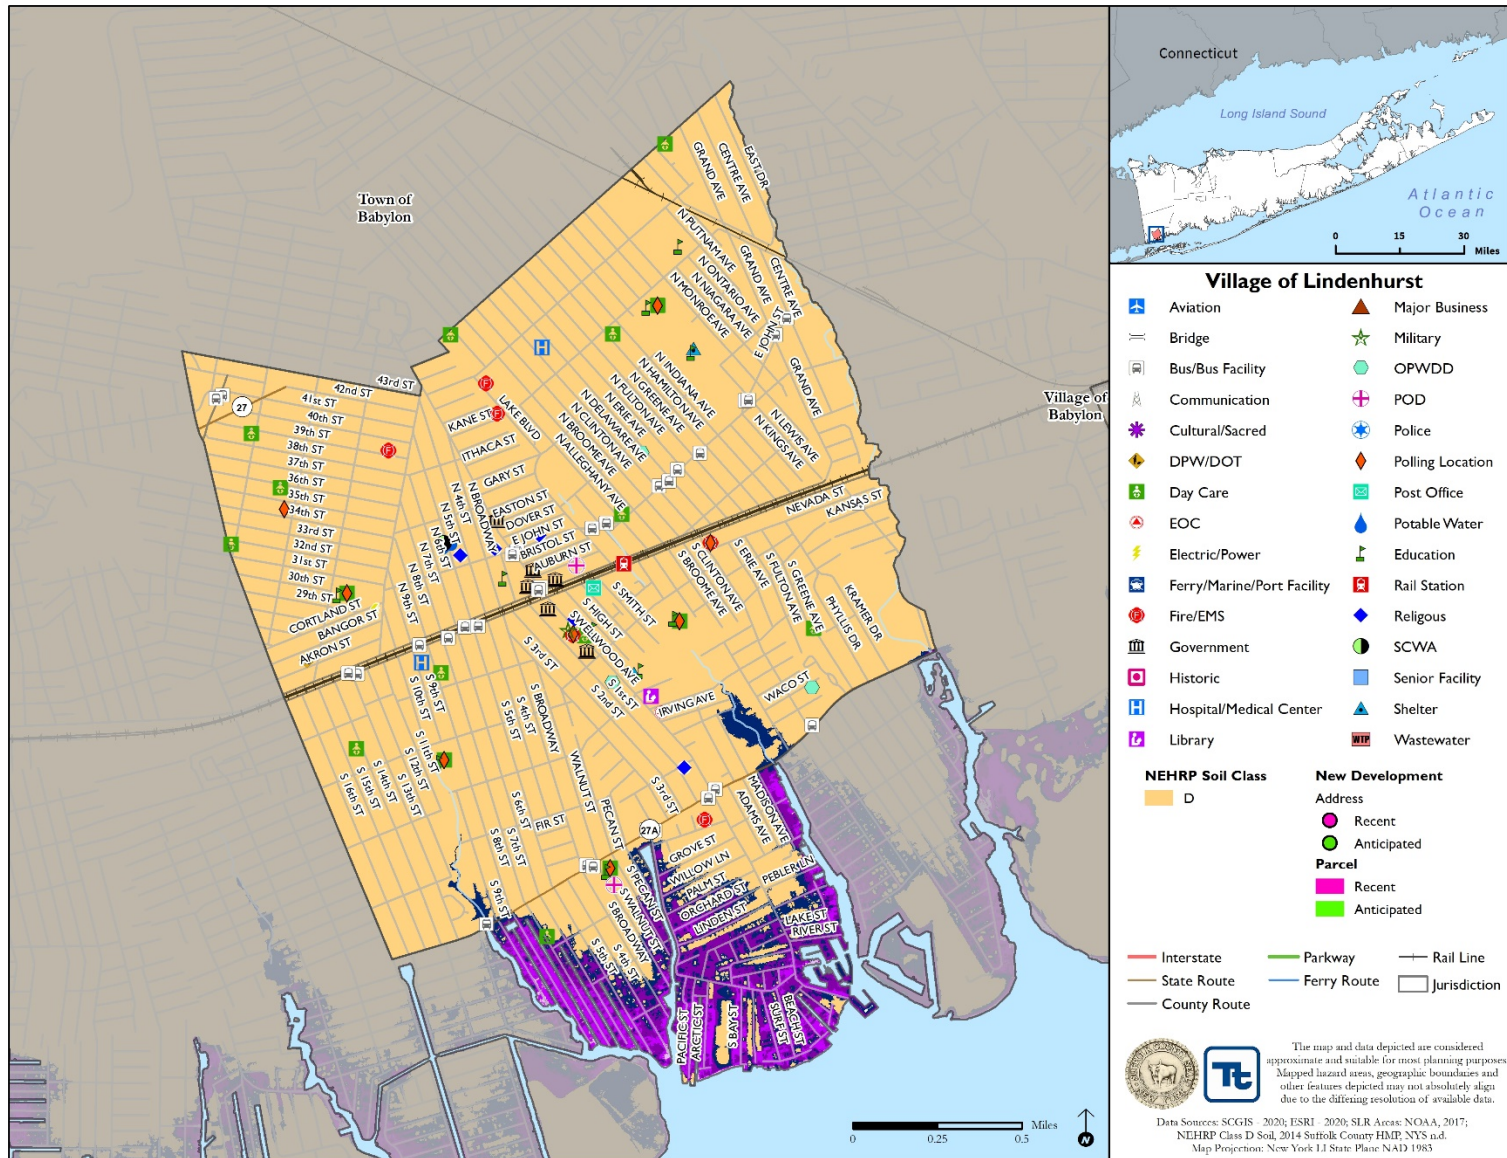 Town of
Babylon
Village of
Babylon
EAST DR
CENTRE AVE
GRAND AVE
N PUTNAM AVE
GRAND AVE
CENTRE AVE
N ONTARIO AVE
N NIAGARA AVE
N MONROE AVE
E JOHN ST
GRAND AVE
N INDIANA AVE
N HAMILTON AVE
N GREENE AVE
N FULTON AVE
N ERIE AVE
N DELAWARE AVE
N CLINTON AVE
N BROOME AVE
N ALLEGHANY AVE
N LEWIS AVE
N KINGS AVE
43rd ST
42nd ST
41st ST
27
40th ST
39th ST
38th ST
37th ST
36th ST
35th ST
34th ST
33rd ST
32nd ST
31st ST
30th ST
29th ST
CORTLAND ST
BANGOR ST
AKRON ST
KANE ST
LAKE BLVD
ITHACA ST
GARY ST
EASTON ST
DOVER ST
E JOHN ST
BRISTOL ST
AUBURN ST
N BROADWAY
N 4th ST
N 5th ST
N 6th ST
N 7th ST
N 8th ST
N 9th ST
NEVADA ST
KANSAS ST
S CLINTON AVE
S BROOME AVE
S ERIE AVE
S FULTON AVE
S GREENE AVE
PHYLLIS DR
KRAMER DR
S SMITH ST
S HIGH ST
S WELLWOOD AVE
S 1st ST
S 2nd ST
S 3rd ST
IRVING AVE
WACO ST
S BROADWAY
S 4th ST
S 5th ST
S 9th ST
S 10th ST
S 11th ST
S 12th ST
S 13th ST
S 14th ST
S 15th ST
S 16th ST
WALNUT ST
PECAN ST
S 3rd ST
S 6th ST
S 7th ST
S 8th ST
S 9th ST
FIR ST
27A
MADISON AVE
ADAMS AVE
GROVE ST
WILLOW LN
PALM ST
ORCHARD ST
LINDEN ST
PEBLER LN
LAKE ST
RIVER ST
S PECAN ST
S WALNUT ST
S BROADWAY
S 4th ST
S 5th ST
PACIFIC ST
ARCTIC ST
S BAY ST
SURF ST
BEACH ST
0 0.25 0.5 Miles
N
Connecticut
Long Island Sound
Atlantic
Ocean
0 15 30
Miles
Village of Lindenhurst
Aviation
Bridge
Bus/Bus Facility
Communication
Cultural/Sacred
DPW/DOT
Day Care
EOC
Electric/Power
Ferry/Marine/Port Facility
Fire/EMS
Government
Historic
Hospital/Medical Center
Library
Major Business
Military
OPWDD
POD
Police
Polling Location
Post Office
Potable Water
Education
Rail Station
Religous
SCWA
Senior Facility
Shelter
WTP Wastewater
NEHRP Soil Class
D
New Development
Address
Recent
Anticipated
Parcel
Recent
Anticipated
Interstate
State Route
County Route
Parkway
Ferry Route
Rail Line
Jurisdiction
Tt
The map and data depicted are considered
approximate and suitable for most planning purposes.
Mapped hazard areas, geographic boundaries and
other features depicted may not absolutely align
due to the differing resolution of available data.
Data Sources: SCGIS - 2020; ESRI - 2020; SLR Areas: NOAA, 2017;
NEHRP Class D Soil, 2014 Suffolk County HMP, NYS n.d.
Map Projection: New York LI State Plane NAD 1983